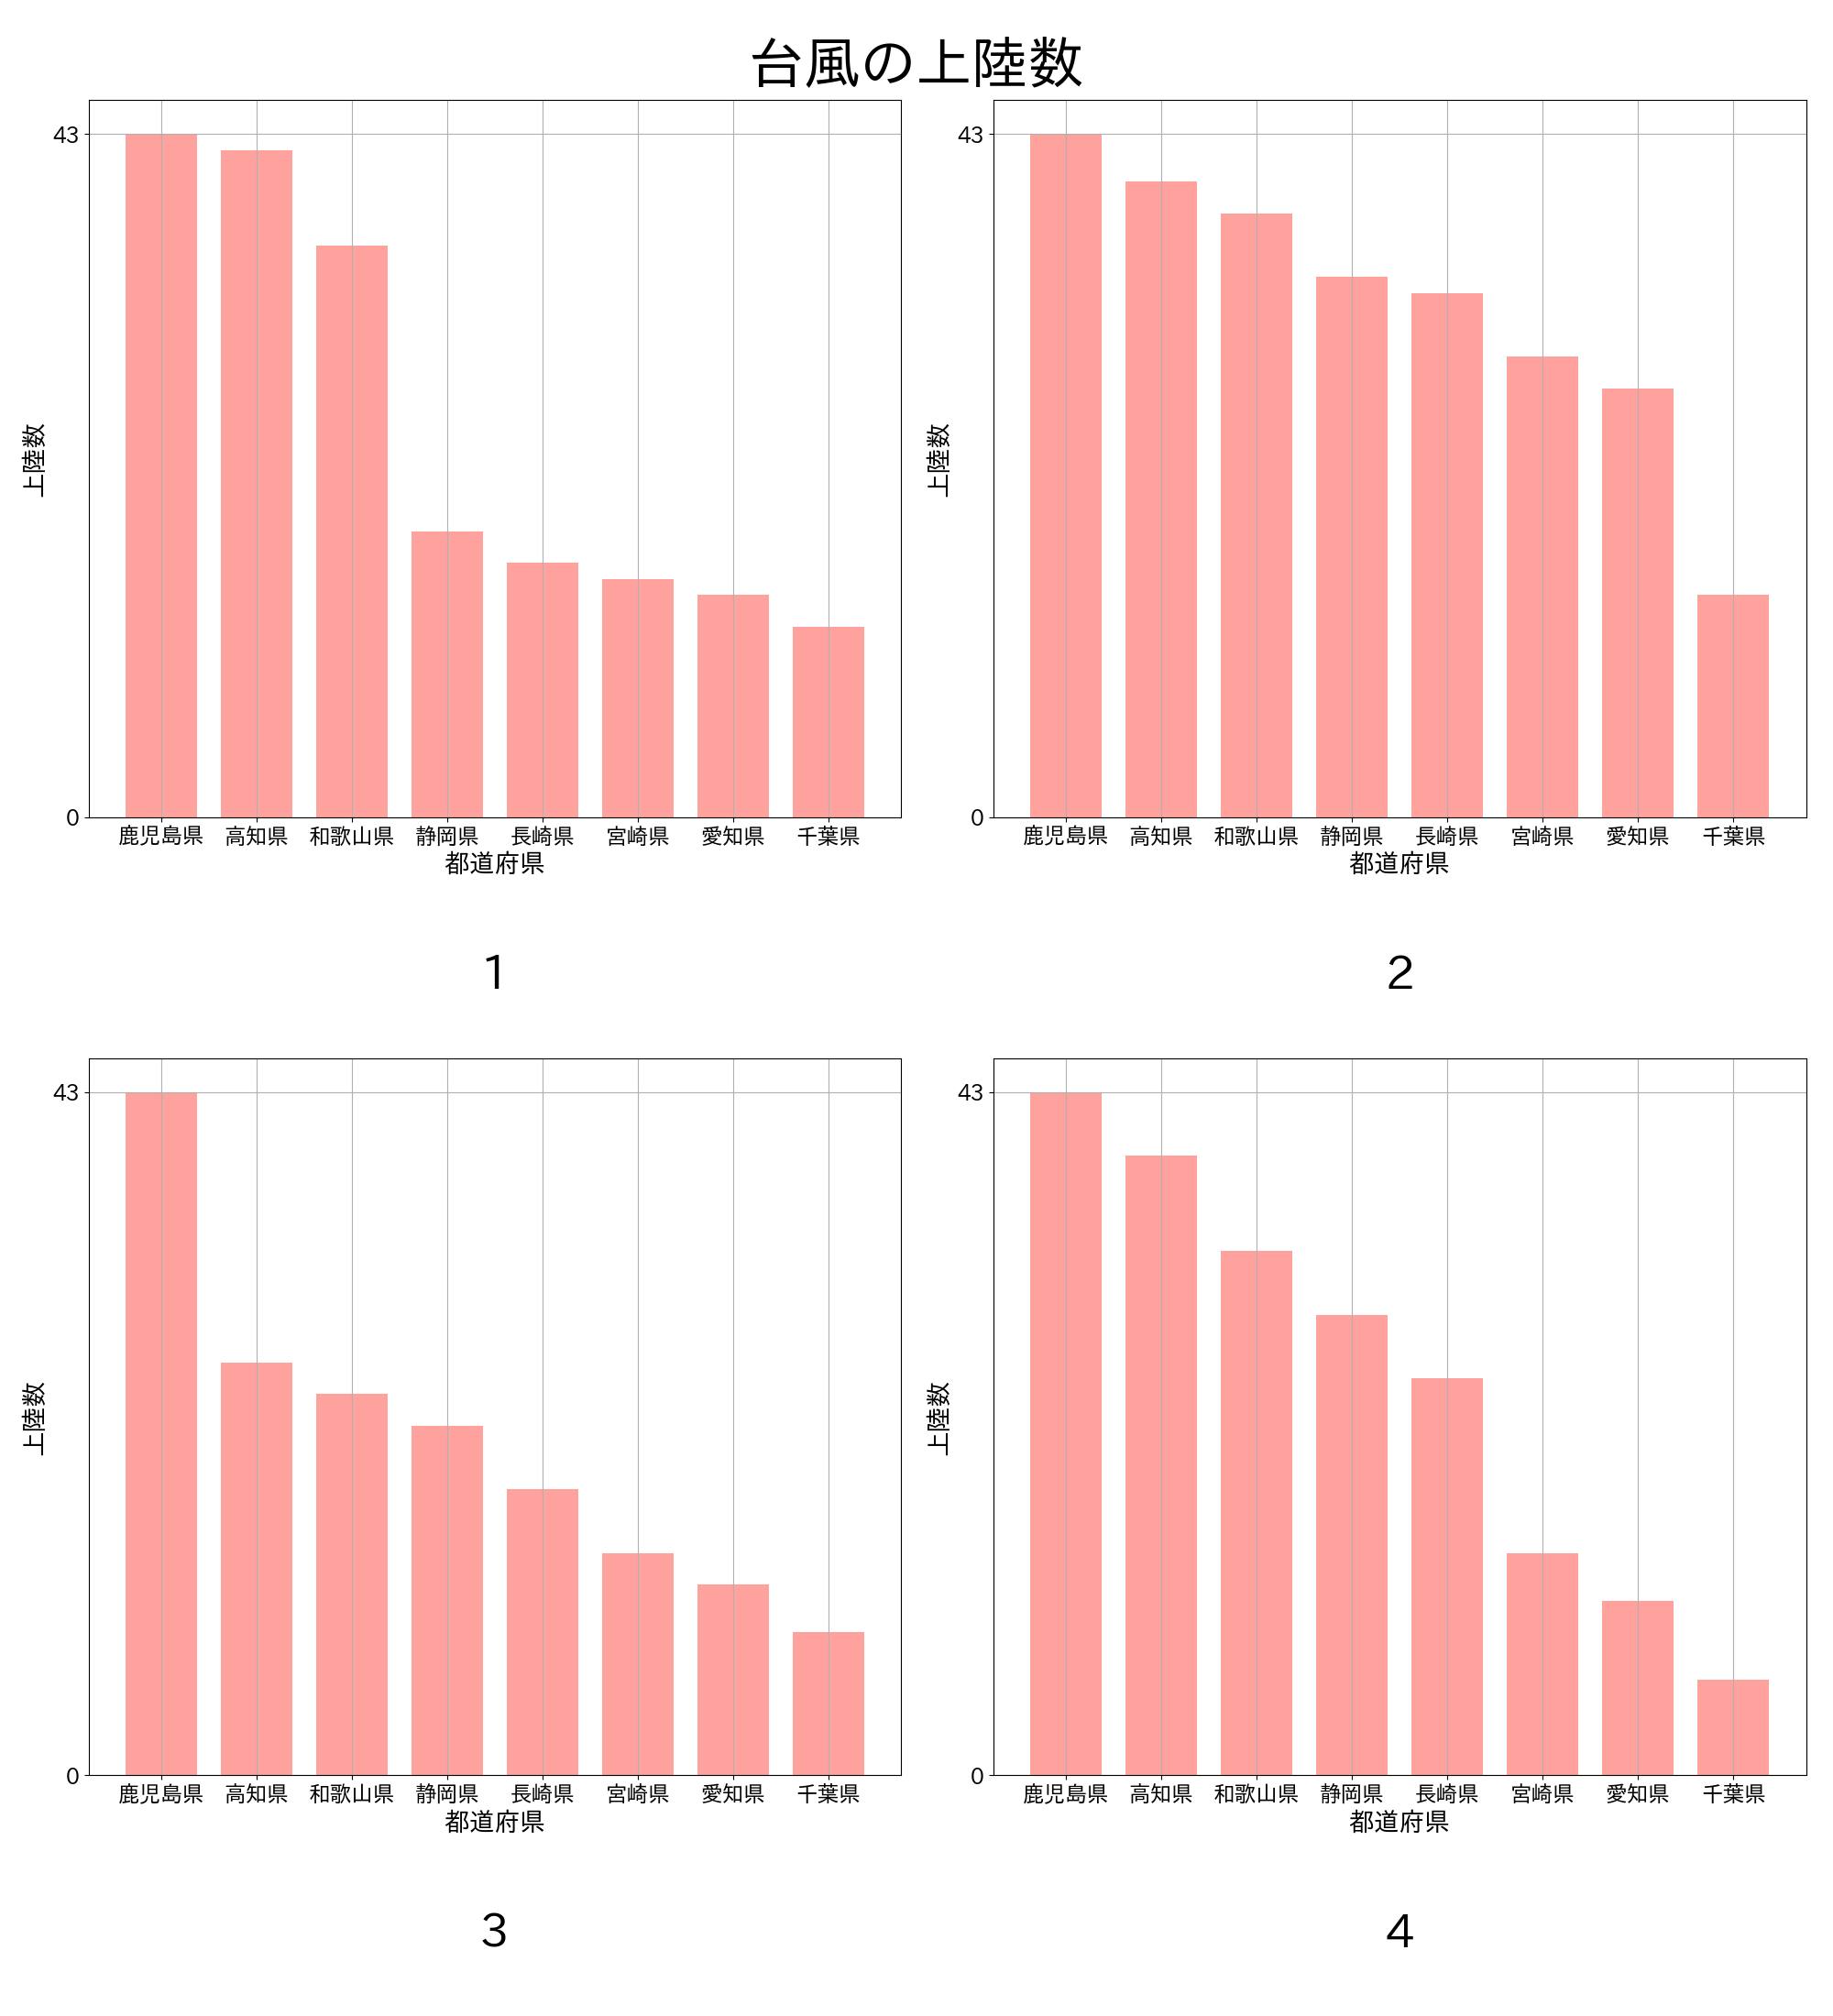 台風の上陸数
43
0
上陸数
鹿児島県 高知県 和歌山県 静岡県 長崎県 宮崎県 愛知県 千葉県
都道府県
1
43
0
上陸数
鹿児島県 高知県 和歌山県 静岡県 長崎県 宮崎県 愛知県 千葉県
都道府県
2
43
0
上陸数
鹿児島県 高知県 和歌山県 静岡県 長崎県 宮崎県 愛知県 千葉県
都道府県
3
43
0
上陸数
鹿児島県 高知県 和歌山県 静岡県 長崎県 宮崎県 愛知県 千葉県
都道府県
4